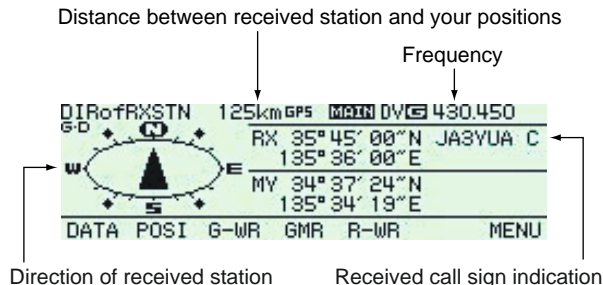 Distance between received station and your positions
Frequency
DIRofRXSTN 125km GPS MAIN DV G 430.450
G-D
N
W
E
S
RX 35°45′00″N JA3YUA C
135°36′00″E
MY 34°37′24″N
135°34′19″E
DATA POSI G-WR GMR R-WR MENU
Direction of received station Received call sign indication